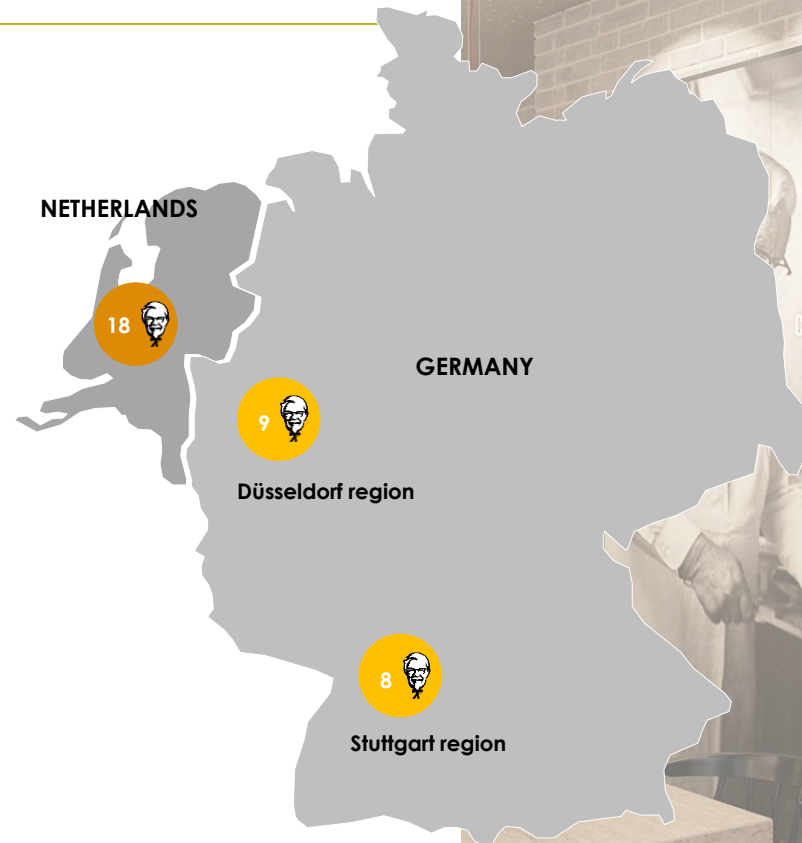 NETHERLANDS
18
GERMANY
9
Düsseldorf region
8
Stuttgart region